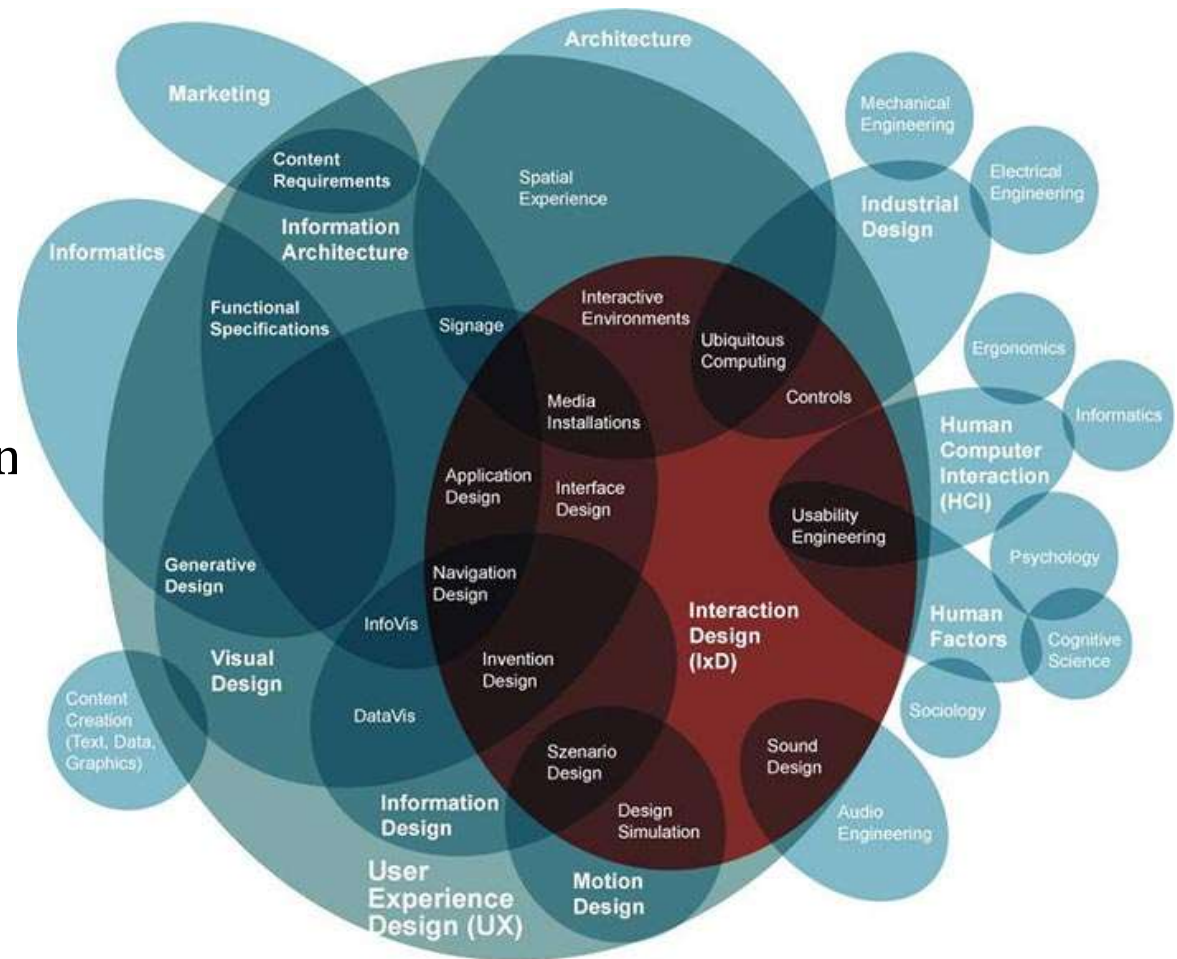 Architecture
Marketing
Mechanical
Engineering
Content
Requirements
Electrical
Engineering
Spatial
Experience
Industrial
Design
Information
Architecture
Informatics
Functional
Specifications
Interactive
Environments
Signage
Ubiquitous
Computing
Ergonomics
Controls
Media
Installations
Informatics
Human
Computer
Interaction
(HCI)
n
Application
Design
Interface
Design
Usability
Engineering
Psychology
Generative
Design
Navigation
Design
InfoVis
Interaction
Design
(IxD)
Human
Factors
Cognitive
Science
Visual
Design
Invention
Design
Content
Creation
(Text, Data,
Graphics)
DataVis
Sociology
Szenario
Design
Sound
Design
Information
Design
Design
Simulation
Audio
Engineering
User
Experience
Design (UX)
Motion
Design